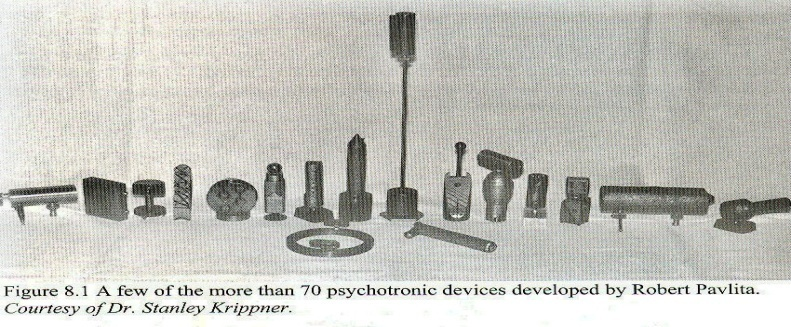 Figure 8.1 A few of the more than 70 psychotronic devices developed by Robert Pavlita.
Courtesy of Dr. Stanley Krippner.